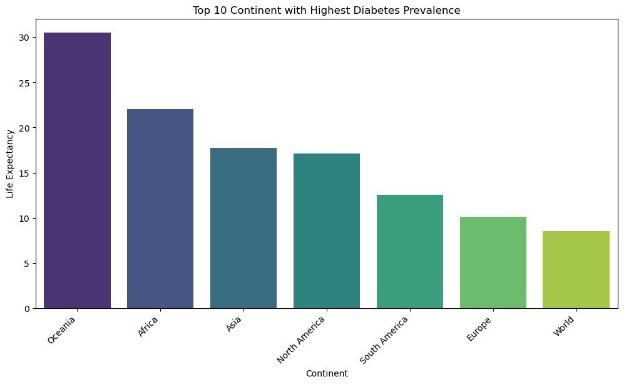 Top 10 Continent with Highest Diabetes Prevalence
30
25
20
15
10
5
0
Life Expectancy
Oceania
Africa
Asia
North America
South America
Europe
World
Continent